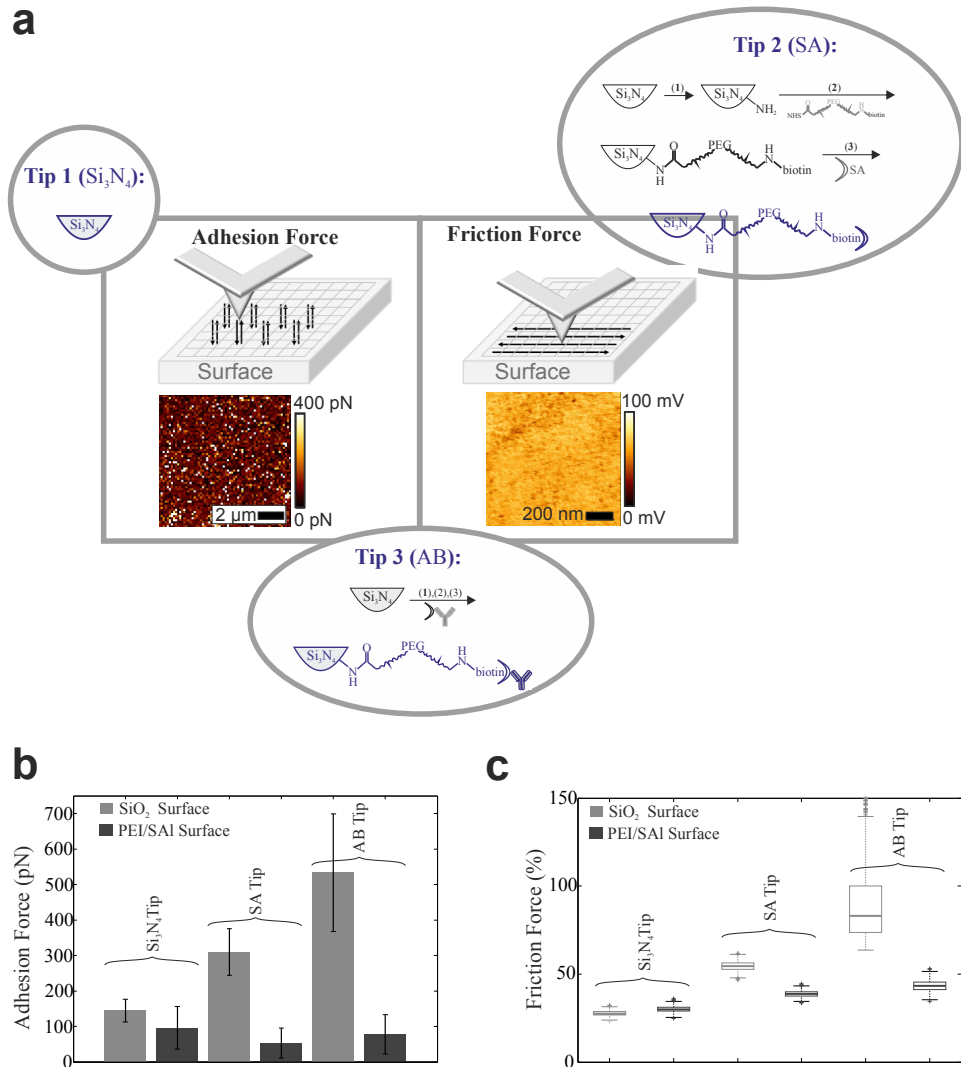 a
Tip 1 (Si₃N₄):
Si₃N₄
Tip 2 (SA):
Si₃N₄ (1) Si₃N₄ NH₂ (2)
NHS O PEG H N biotin
Si₃N₄ N H O PEG H N biotin (3) SA
Si₃N₄ N H O PEG H N biotin
Adhesion Force
Surface
400 pN
2 µm
0 pN
Friction Force
Surface
100 mV
200 nm
0 mV
Tip 3 (AB):
Si₃N₄ (1),(2),(3)
Si₃N₄ N H O PEG H N biotin
b
SiO₂ Surface
PEI/SAl Surface
Adhesion Force (pN)
700
600
500
400
300
200
100
0
Si₃N₄Tip
SA Tip
AB Tip
c
SiO₂ Surface
PEI/SAl Surface
Friction Force (%)
150
100
50
0
Si₃N₄Tip
SA Tip
AB Tip